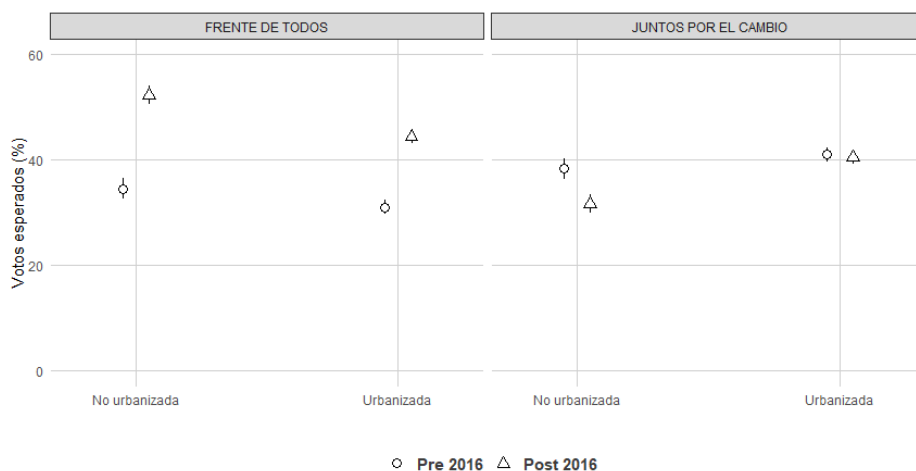 FRENTE DE TODOS
JUNTOS POR EL CAMBIO
Votos esperados (%)
60
40
20
0
No urbanizada
Urbanizada
No urbanizada
Urbanizada
Pre 2016
Post 2016